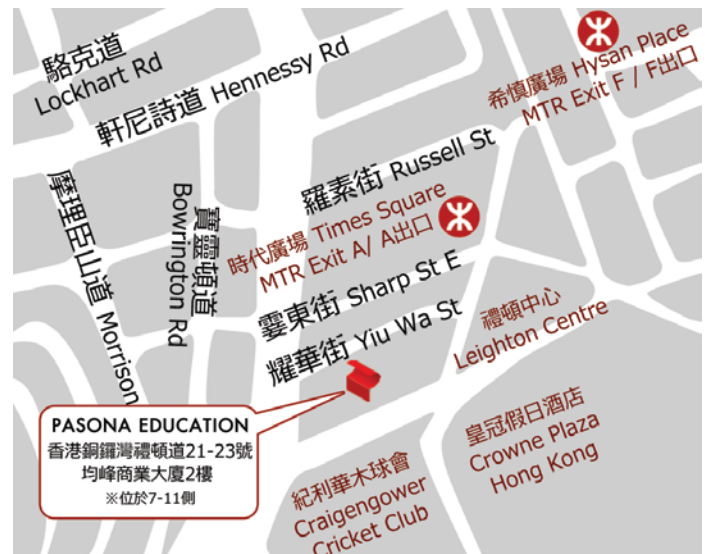 駱克道
Lockhart Rd
軒尼詩道 Hennessy Rd
希慎廣場 Hysan Place
MTR Exit F / F出口
羅素街 Russell St
摩理臣山道 Morrison
寶靈頓道
Bowrington Rd
時代廣場 Times Square
MTR Exit A/ A出口
霎東街 Sharp St E
耀華街 Yiu Wa St
禮頓中心
Leighton Centre
PASONA EDUCATION
香港銅鑼灣禮頓道21-23號
均峰商業大廈2樓
※位於7-11側
皇冠假日酒店
Crowne Plaza
Hong Kong
紀利華木球會
Craigengower
Cricket Club